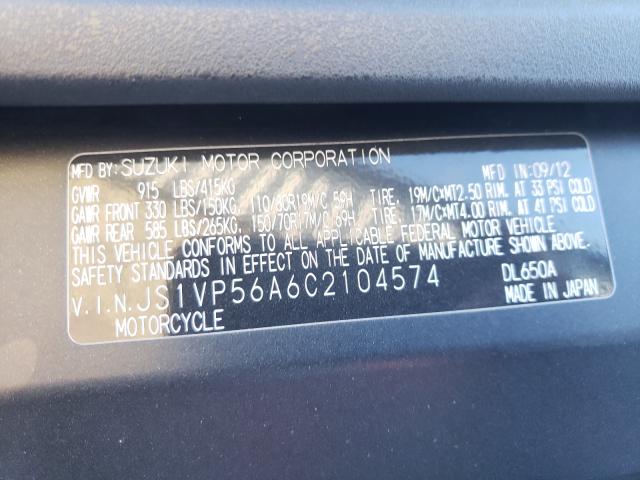 MFD BY: SUZUKI MOTOR CORPORATION MFD IN: 09/12
GVWR 915 LBS/415KG
GAWR FRONT 330 LBS/150KG, 110/80R19M/C 59H TIRE, 19M/C×MT2.50 RIM, AT 33 PSI COLD
GAWR REAR 585 LBS/265KG, 150/70R17M/C 69H TIRE, 17M/C×MT4.00 RIM, AT 41 PSI COLD
THIS VEHICLE CONFORMS TO ALL APPLICABLE FEDERAL MOTOR VEHICLE
SAFETY STANDARDS IN EFFECT ON THE DATE OF MANUFACTURE SHOWN ABOVE.
V.I.N. JS1VP56A6C2104574 DL650A
MOTORCYCLE MADE IN JAPAN